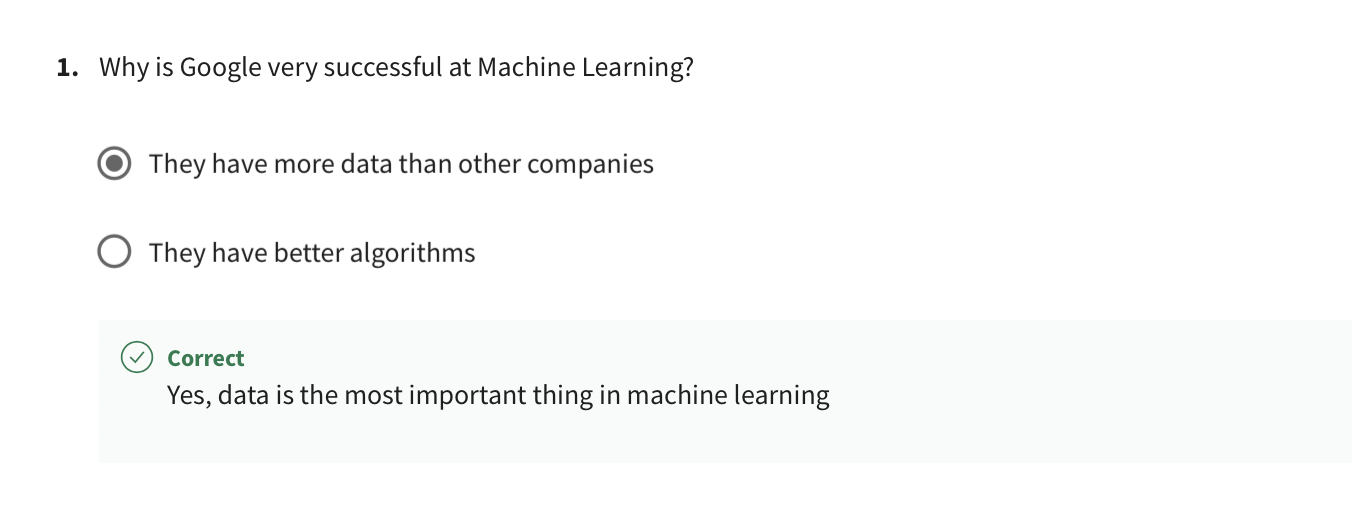 1. Why is Google very successful at Machine Learning?
They have more data than other companies
They have better algorithms
Correct
Yes, data is the most important thing in machine learning